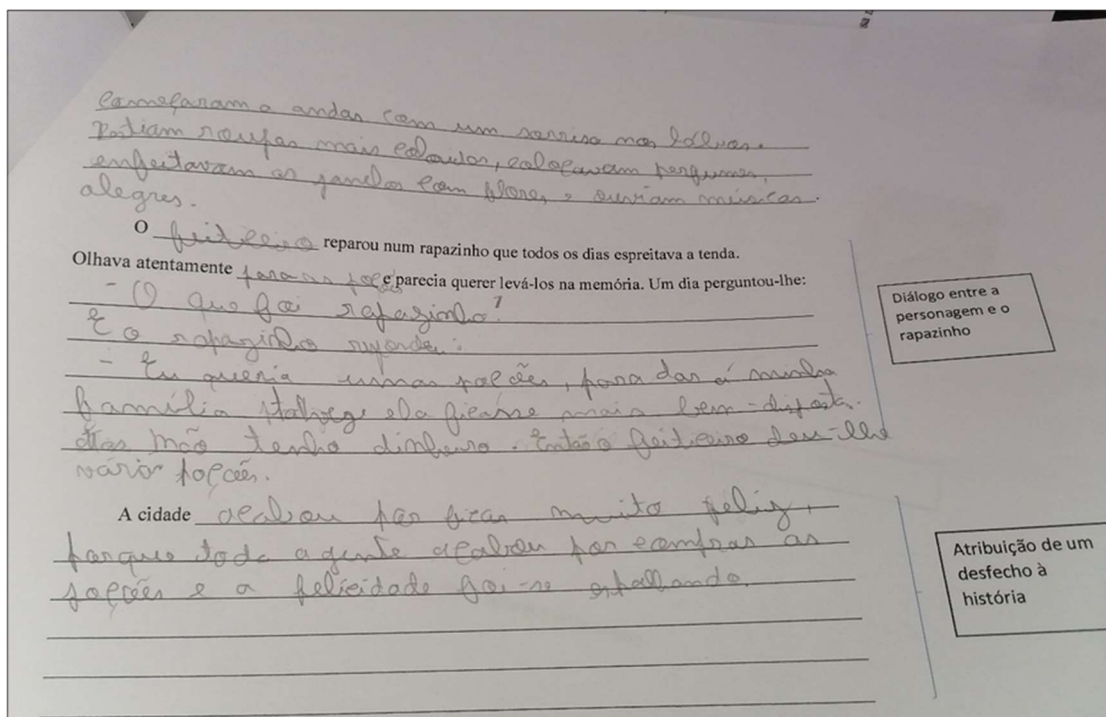 começaram a andar com um sorriso nos lábios.
Vestiam roupas mais coloridas, colocavam perfumes,
enfeitavam as janelas com flores, e ouviam músicas
alegres.
O feiticeiro reparou num rapazinho que todos os dias espreitava a tenda.
Olhava atentamente para as poções e parecia querer levá-los na memória. Um dia perguntou-lhe:
- O que foi rapazinho?
E o rapazinho responde:
- Eu queria umas poções, para dar á minha
família talvez ela ficasse mais bem-disposta.
Mas não tenho dinheiro. Então o feiticeiro deu-lhe
várias poções.
Diálogo entre a
personagem e o
rapazinho
A cidade acabou por ficar muito feliz,
porque toda a gente acabou por comprar as
poções e a felicidade foi-se espalhando.
Atribuição de um
desfecho à
história